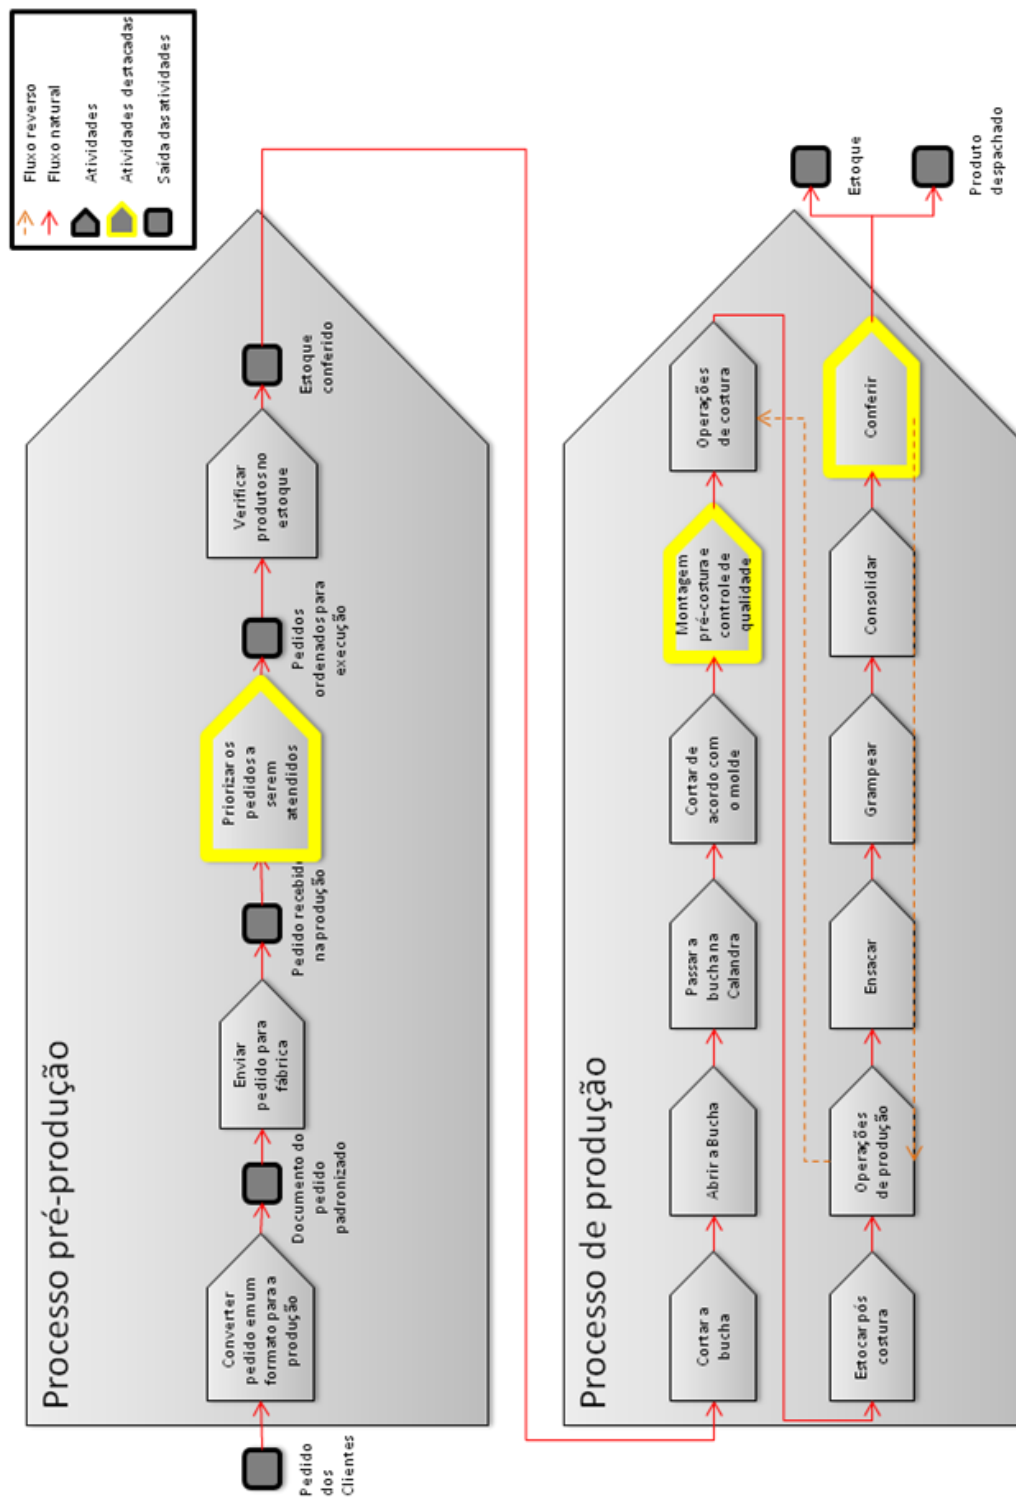 Processo pré-produção
Pedido
dos
Clientes
Converter
pedido em um
formato para a
produção
Documento do
pedido
padronizado
Enviar
pedido para
fábrica
Pedido recebido
na produção
Priorizar os
pedidos a
serem
atendidos
Pedidos
ordenados para
execução
Verificar
produtos no
estoque
Estoque
conferido
Fluxo reverso
Fluxo natural
Atividades
Atividades destacadas
Saída das atividades
Processo de produção
Cortar a
bucha
Abrir a Bucha
Passar a
bucha na
Calandra
Cortar de
acordo com
o molde
Montagem
pré-costura e
controle de
qualidade
Operações
de costura
Estocar pós
costura
Operações
de produção
Ensacar
Grampear
Consolidar
Conferir
Estoque
Produto
despachado